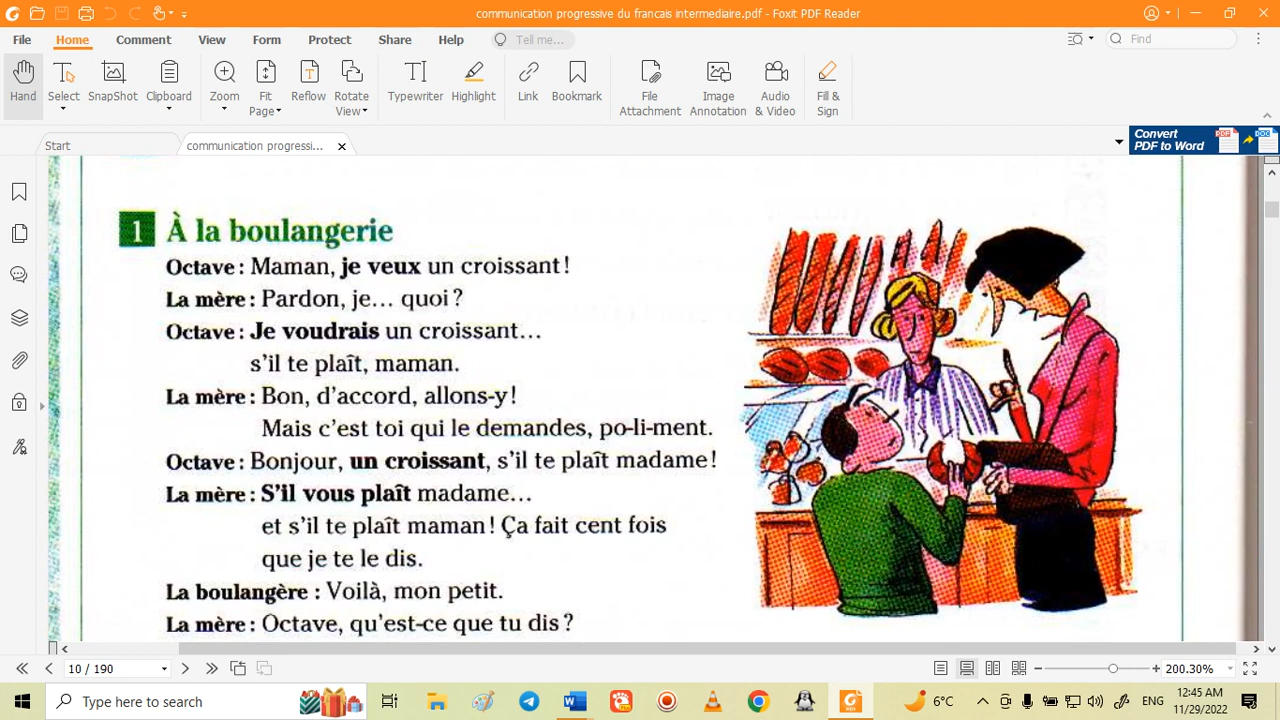 communication progressive du francais intermediaire.pdf - Foxit PDF Reader
File Home Comment View Form Protect Share Help Tell me... Find
Hand Select SnapShot Clipboard Zoom Fit Page Reflow Rotate View Typewriter Highlight Link Bookmark File Attachment Image Annotation Audio & Video Fill & Sign
Start communication progressi... Convert PDF to Word PDF DOC
1 À la boulangerie
Octave : Maman, je veux un croissant !
La mère : Pardon, je... quoi ?
Octave : Je voudrais un croissant...
s'il te plaît, maman.
La mère : Bon, d'accord, allons-y !
Mais c'est toi qui le demandes, po-li-ment.
Octave : Bonjour, un croissant, s'il te plaît madame !
La mère : S'il vous plaît madame...
et s'il te plaît maman ! Ça fait cent fois
que je te le dis.
La boulangère : Voilà, mon petit.
La mère : Octave, qu'est-ce que tu dis ?
10 / 190 200.30%
Type here to search 6°C ENG 12:45 AM
11/29/2022